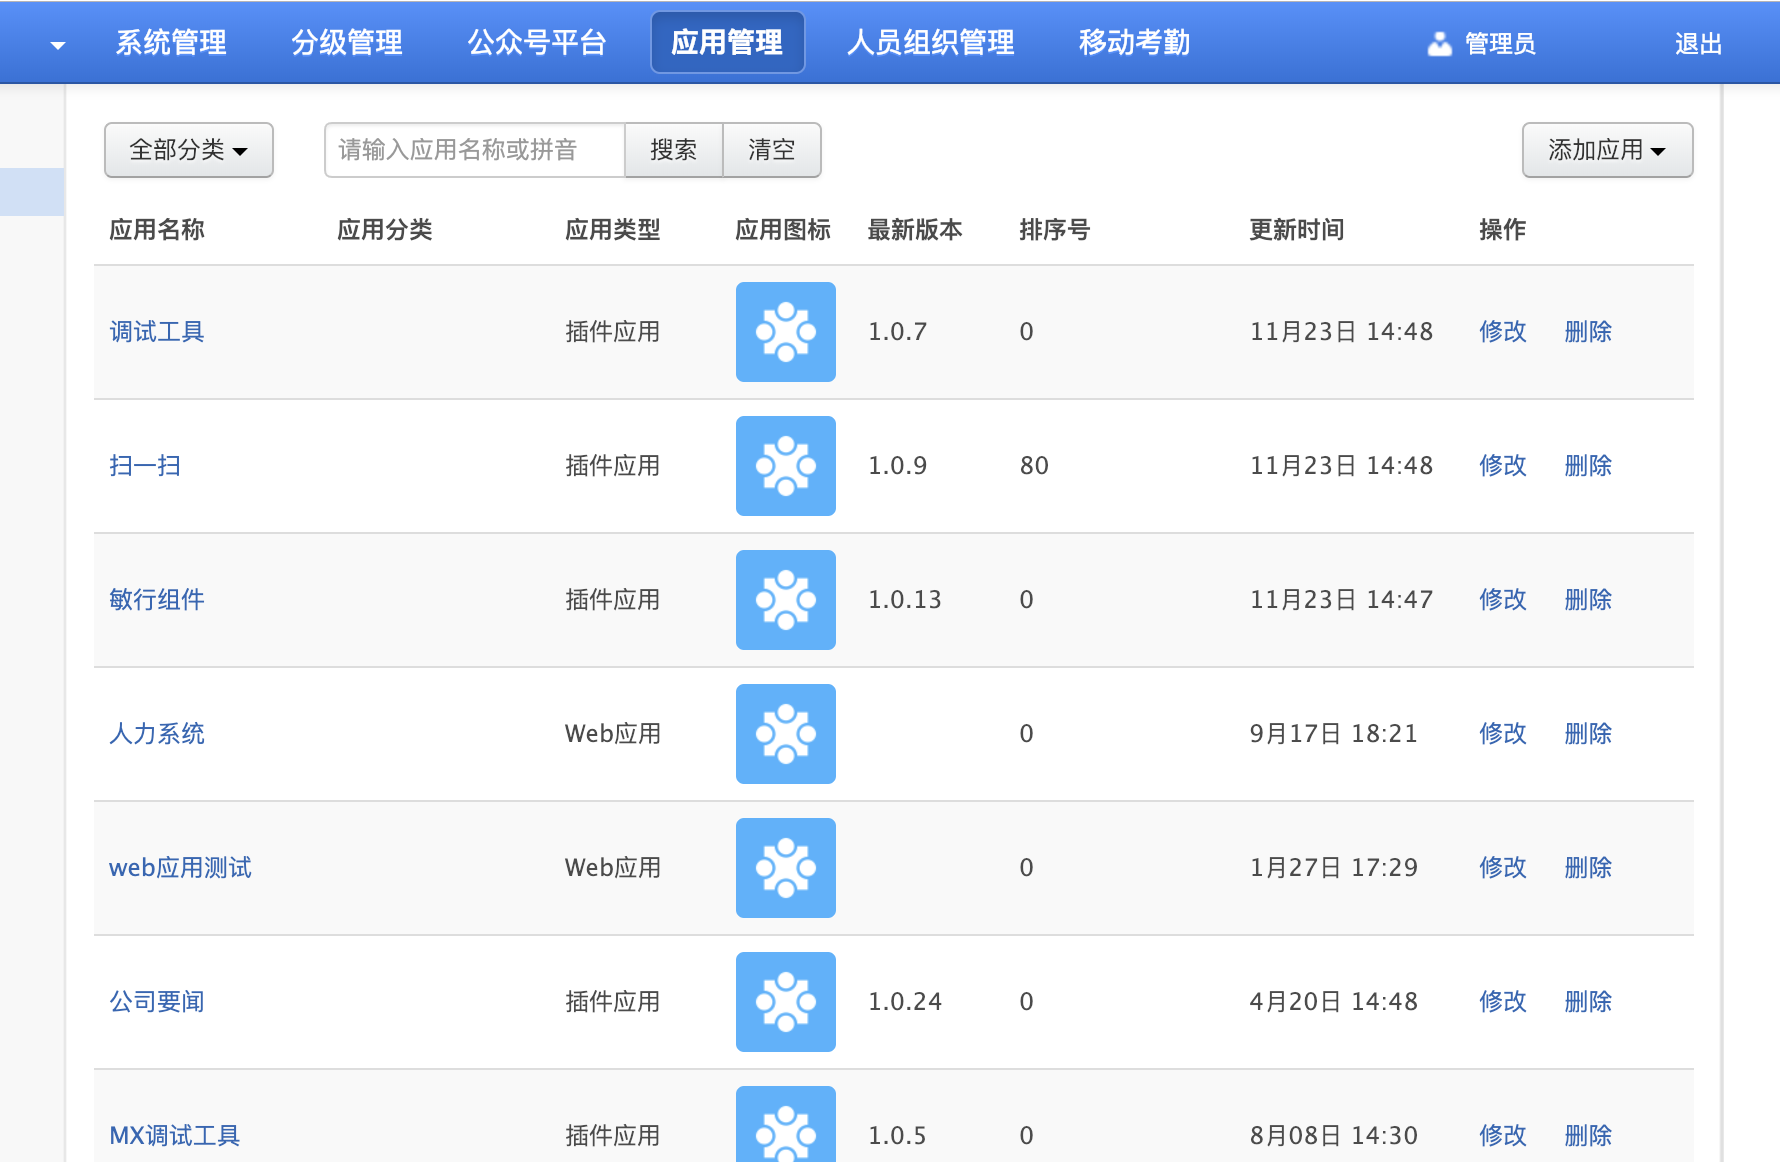 系统管理 分级管理 公众号平台 应用管理 人员组织管理 移动考勤 管理员 退出
全部分类 请输入应用名称或拼音 搜索 清空 添加应用
应用名称 应用分类 应用类型 应用图标 最新版本 排序号 更新时间 操作
调试工具 插件应用 1.0.7 0 11月23日 14:48 修改 删除
扫一扫 插件应用 1.0.9 80 11月23日 14:48 修改 删除
敏行组件 插件应用 1.0.13 0 11月23日 14:47 修改 删除
人力系统 Web应用 0 9月17日 18:21 修改 删除
web应用测试 Web应用 0 1月27日 17:29 修改 删除
公司要闻 插件应用 1.0.24 0 4月20日 14:48 修改 删除
MX调试工具 插件应用 1.0.5 0 8月08日 14:30 修改 删除